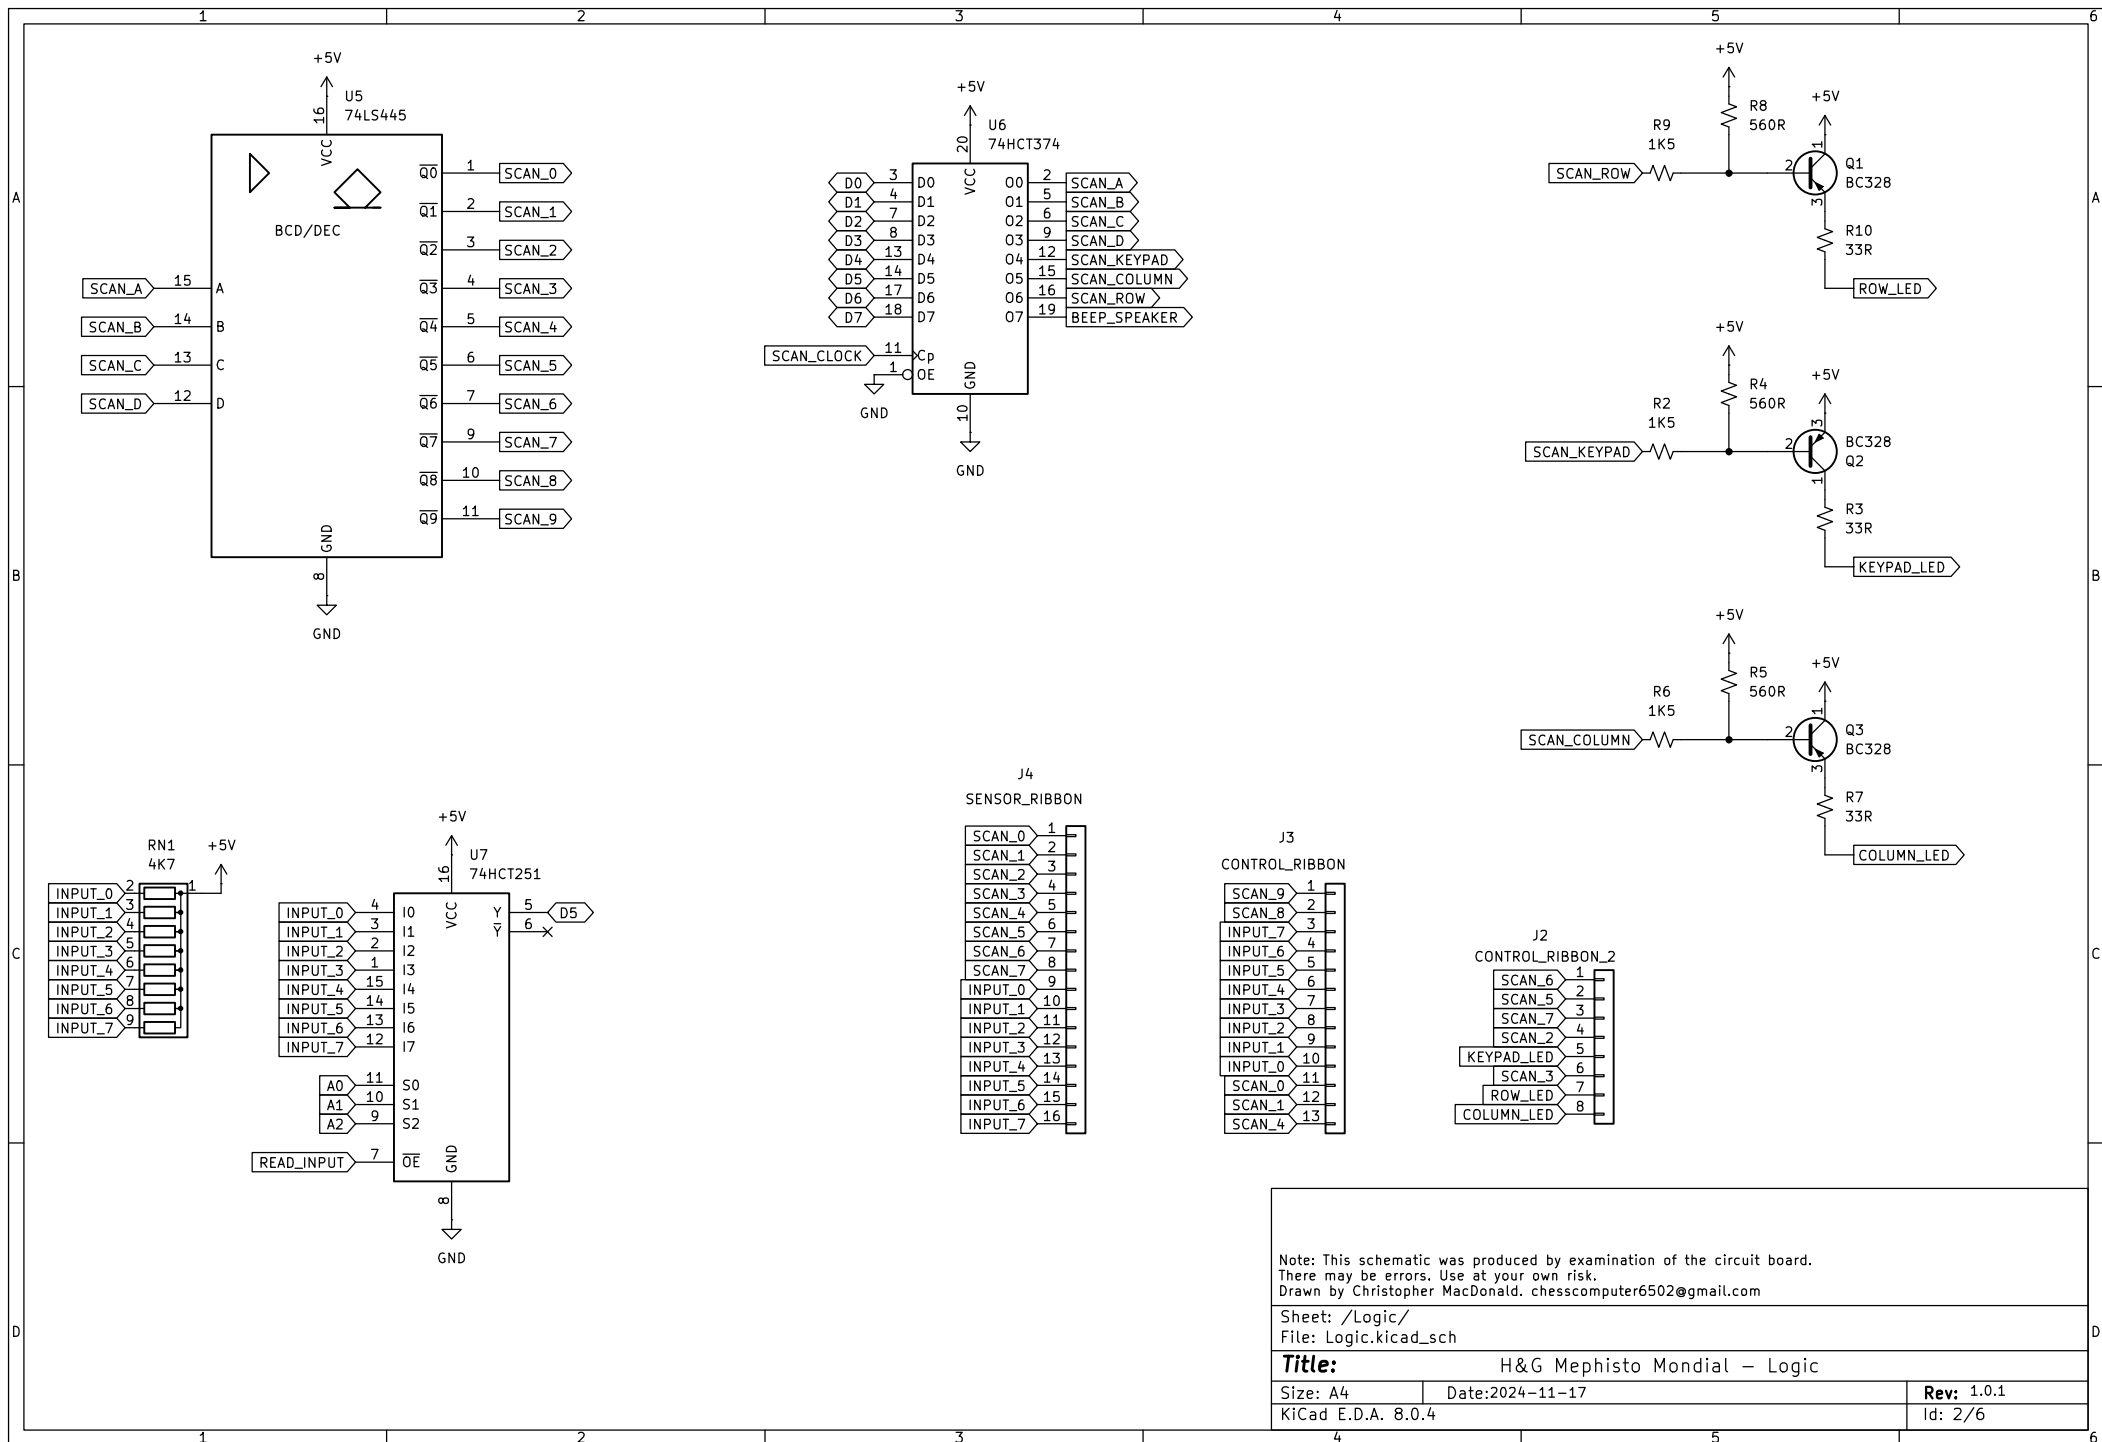 1 2 3 4 5 6
A
B
C
D
+5V
U5
74LS445
16
VCC
BCD/DEC
SCAN_A 15 A
SCAN_B 14 B
SCAN_C 13 C
SCAN_D 12 D
Q0 1 SCAN_0
Q1 2 SCAN_1
Q2 3 SCAN_2
Q3 4 SCAN_3
Q4 5 SCAN_4
Q5 6 SCAN_5
Q6 7 SCAN_6
Q7 9 SCAN_7
Q8 10 SCAN_8
Q9 11 SCAN_9
GND
8
GND
+5V
U6
74HCT374
20
VCC
D0 3 D0 O0 2 SCAN_A
D1 4 D1 O1 5 SCAN_B
D2 7 D2 O2 6 SCAN_C
D3 8 D3 O3 9 SCAN_D
D4 13 D4 O4 12 SCAN_KEYPAD
D5 14 D5 O5 15 SCAN_COLUMN
D6 17 D6 O6 16 SCAN_ROW
D7 18 D7 O7 19 BEEP_SPEAKER
SCAN_CLOCK 11 Cp
1 OE
GND
GND
10
GND
+5V
R8
560R
+5V
R9
1K5
SCAN_ROW
1
2
3
Q1
BC328
R10
33R
ROW_LED
+5V
R4
560R
+5V
R2
1K5
SCAN_KEYPAD
3
2
1
BC328
Q2
R3
33R
KEYPAD_LED
+5V
R5
560R
+5V
R6
1K5
SCAN_COLUMN
1
2
3
Q3
BC328
R7
33R
COLUMN_LED
RN1
4K7
+5V
1
INPUT_0 2
INPUT_1 3
INPUT_2 4
INPUT_3 5
INPUT_4 6
INPUT_5 7
INPUT_6 8
INPUT_7 9
+5V
U7
74HCT251
16
VCC
INPUT_0 4 I0 Y 5 D5
INPUT_1 3 I1 Y 6
INPUT_2 2 I2
INPUT_3 1 I3
INPUT_4 15 I4
INPUT_5 14 I5
INPUT_6 13 I6
INPUT_7 12 I7
A0 11 S0
A1 10 S1
A2 9 S2
READ_INPUT 7 OE
GND
8
GND
J4
SENSOR_RIBBON
SCAN_0 1
SCAN_1 2
SCAN_2 3
SCAN_3 4
SCAN_4 5
SCAN_5 6
SCAN_6 7
SCAN_7 8
INPUT_0 9
INPUT_1 10
INPUT_2 11
INPUT_3 12
INPUT_4 13
INPUT_5 14
INPUT_6 15
INPUT_7 16
J3
CONTROL_RIBBON
SCAN_9 1
SCAN_8 2
INPUT_7 3
INPUT_6 4
INPUT_5 5
INPUT_4 6
INPUT_3 7
INPUT_2 8
INPUT_1 9
INPUT_0 10
SCAN_0 11
SCAN_1 12
SCAN_4 13
J2
CONTROL_RIBBON_2
SCAN_6 1
SCAN_5 2
SCAN_7 3
SCAN_2 4
KEYPAD_LED 5
SCAN_3 6
ROW_LED 7
COLUMN_LED 8
Note: This schematic was produced by examination of the circuit board.
There may be errors. Use at your own risk.
Drawn by Christopher MacDonald. chesscomputer6502@gmail.com
Sheet: /Logic/
File: Logic.kicad_sch
Title: H&G Mephisto Mondial – Logic
Size: A4 Date:2024-11-17 Rev: 1.0.1
KiCad E.D.A. 8.0.4 Id: 2/6
A
B
C
D
1 2 3 4 5 6